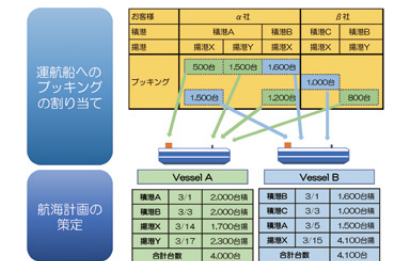 お客様 α社 β社
積港 積港A 積港B 積港C 積港B
揚港 揚港X 揚港Y 揚港X 揚港X 揚港Y
運航船への
ブッキング
の割り当て
ブッキング
500台 1,500台 1,600台
1,000台
1,500台 1,200台 800台
Vessel A Vessel B
航海計画の
策定
積港A 3/1 2,000台積
積港B 3/3 2,000台積
揚港X 3/14 1,700台揚
揚港Y 3/17 2,300台揚
合計台数 4,000台
積港B 3/1 1,600台積
積港C 3/3 1,000台積
積港A 3/5 1,500台積
揚港X 3/15 4,100台揚
合計台数 4,100台